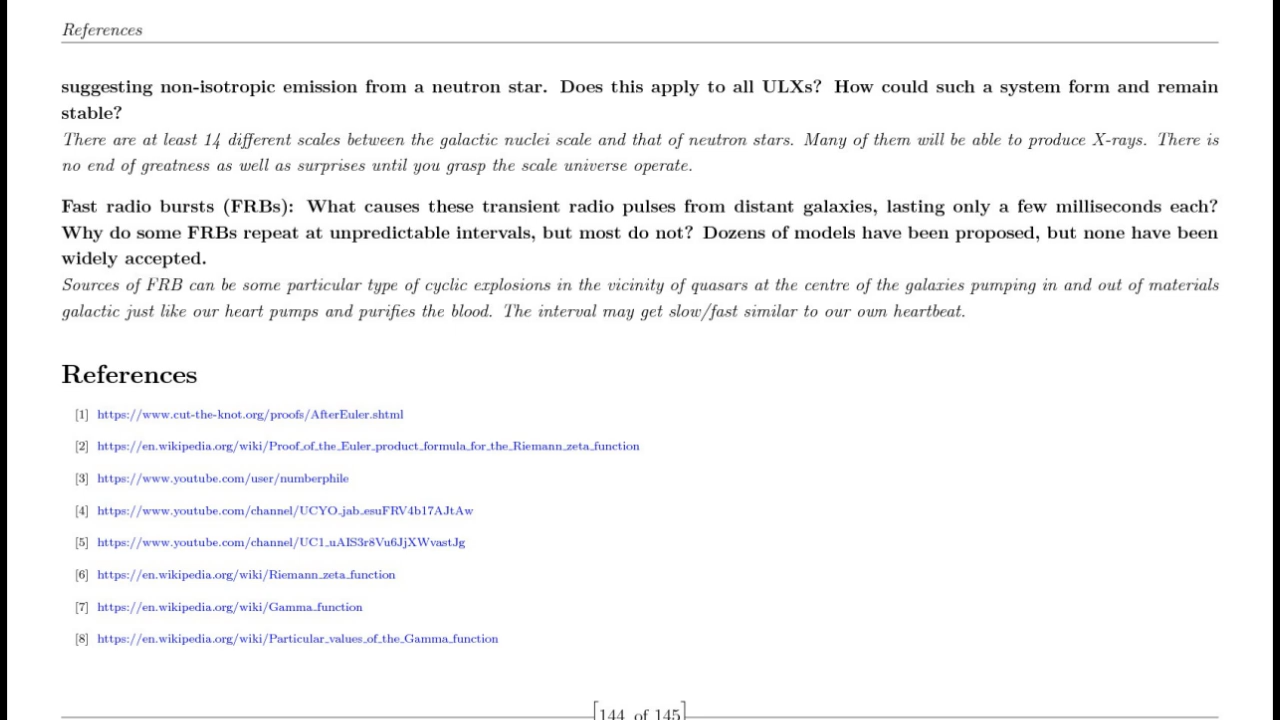 References
suggesting non-isotropic emission from a neutron star. Does this apply to all ULXs? How could such a system form and remain
stable?
There are at least 14 different scales between the galactic nuclei scale and that of neutron stars. Many of them will be able to produce X-rays. There is
no end of greatness as well as surprises until you grasp the scale universe operate.
Fast radio bursts (FRBs): What causes these transient radio pulses from distant galaxies, lasting only a few milliseconds each?
Why do some FRBs repeat at unpredictable intervals, but most do not? Dozens of models have been proposed, but none have been
widely accepted.
Sources of FRB can be some particular type of cyclic explosions in the vicinity of quasars at the centre of the galaxies pumping in and out of materials
galactic just like our heart pumps and purifies the blood. The interval may get slow/fast similar to our own heartbeat.
References
[1] https://www.cut-the-knot.org/proofs/AfterEuler.shtml
[2] https://en.wikipedia.org/wiki/Proof_of_the_Euler_product_formula_for_the_Riemann_zeta_function
[3] https://www.youtube.com/user/numberphile
[4] https://www.youtube.com/channel/UCYO_jab_esuFRV4b17AJtAw
[5] https://www.youtube.com/channel/UC1_uAIS3r8Vu6JjXWvastJg
[6] https://en.wikipedia.org/wiki/Riemann_zeta_function
[7] https://en.wikipedia.org/wiki/Gamma_function
[8] https://en.wikipedia.org/wiki/Particular_values_of_the_Gamma_function
[144 of 145]